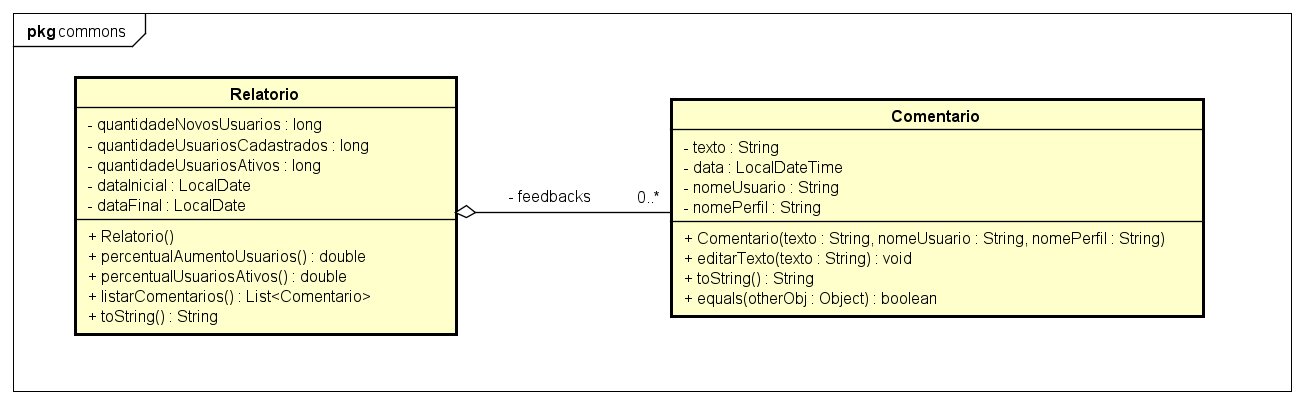 pkg commons
Relatorio
- quantidadeNovosUsuarios : long
- quantidadeUsuariosCadastrados : long
- quantidadeUsuariosAtivos : long
- dataInicial : LocalDate
- dataFinal : LocalDate
+ Relatorio()
+ percentualAumentoUsuarios() : double
+ percentualUsuariosAtivos() : double
+ listarComentarios() : List<Comentario>
+ toString() : String
- feedbacks
0..*
Comentario
- texto : String
- data : LocalDateTime
- nomeUsuario : String
- nomePerfil : String
+ Comentario(texto : String, nomeUsuario : String, nomePerfil : String)
+ editarTexto(texto : String) : void
+ toString() : String
+ equals(otherObj : Object) : boolean